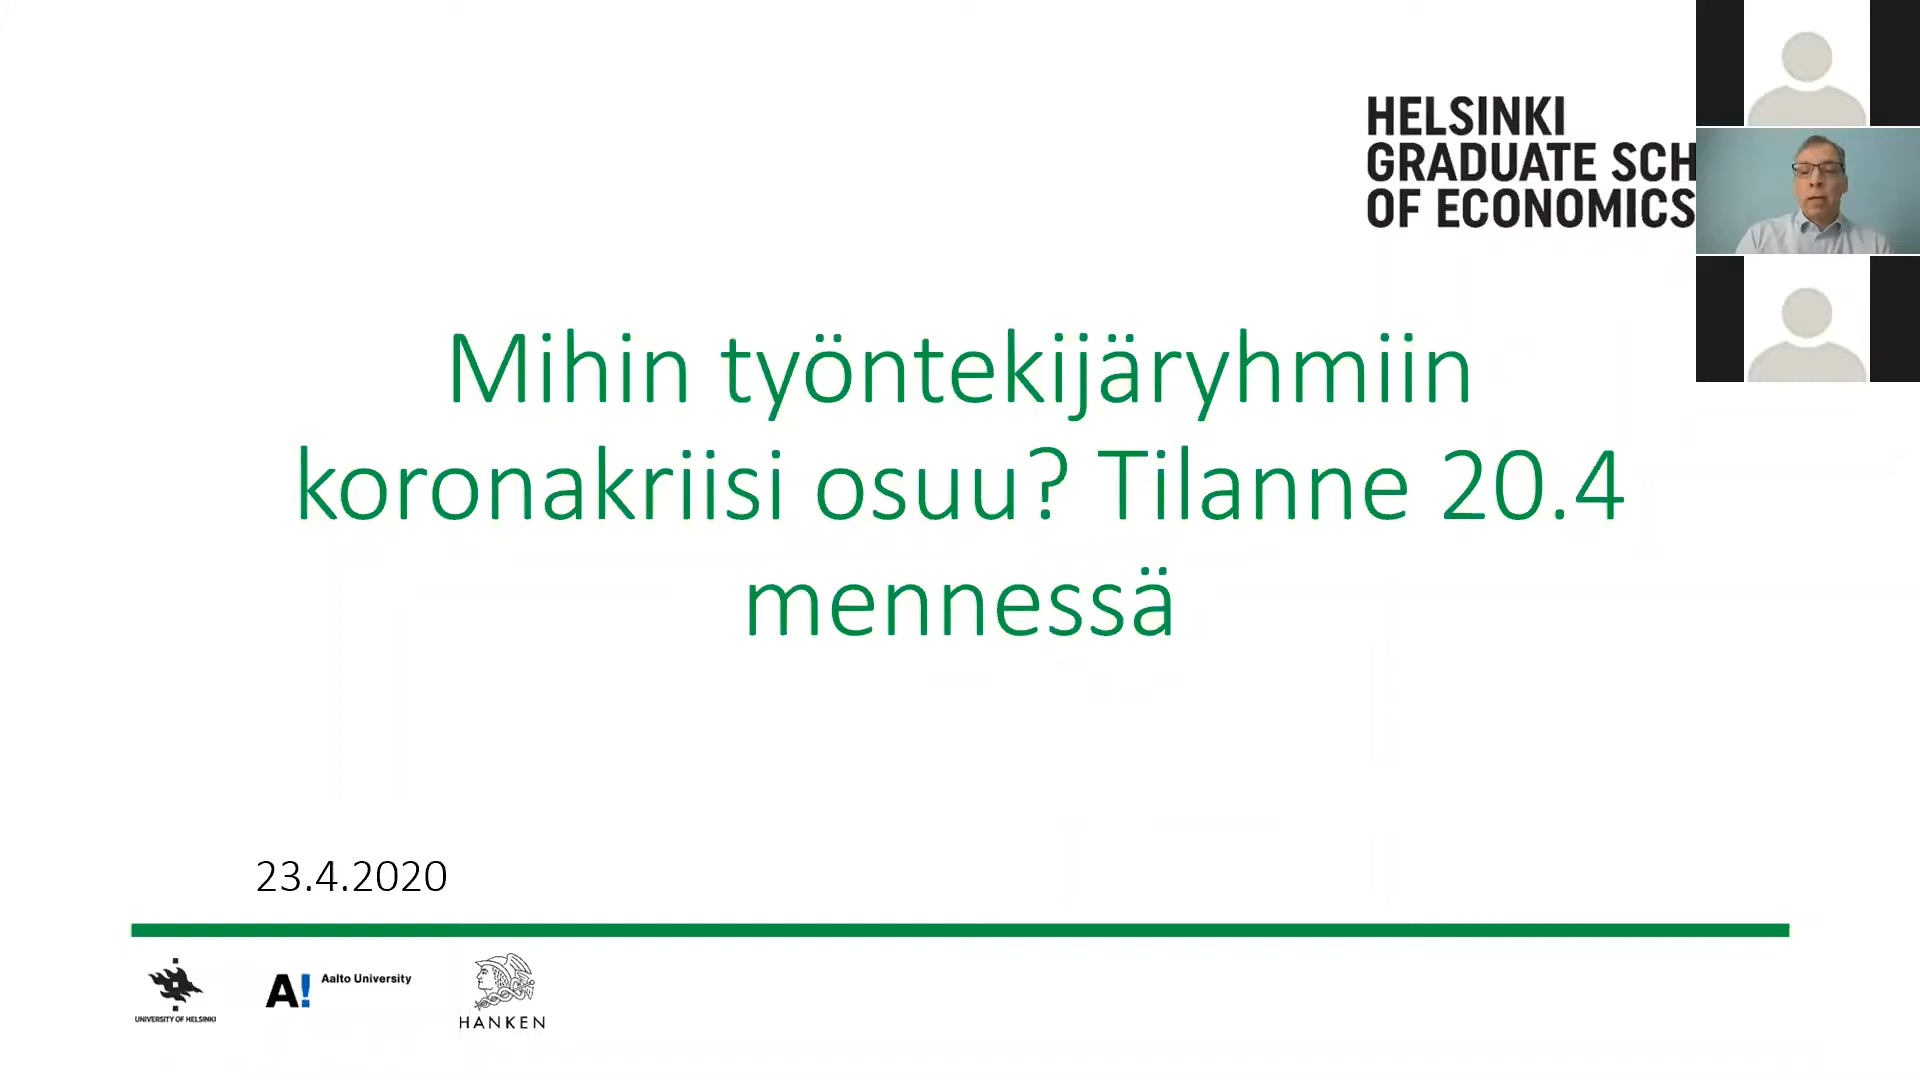 HELSINKI
GRADUATE SCH
OF ECONOMICS
Mihin työntekijäryhmiin
koronakriisi osuu? Tilanne 20.4
mennessä
23.4.2020
UNIVERSITY OF HELSINKI
A! Aalto University
HANKEN